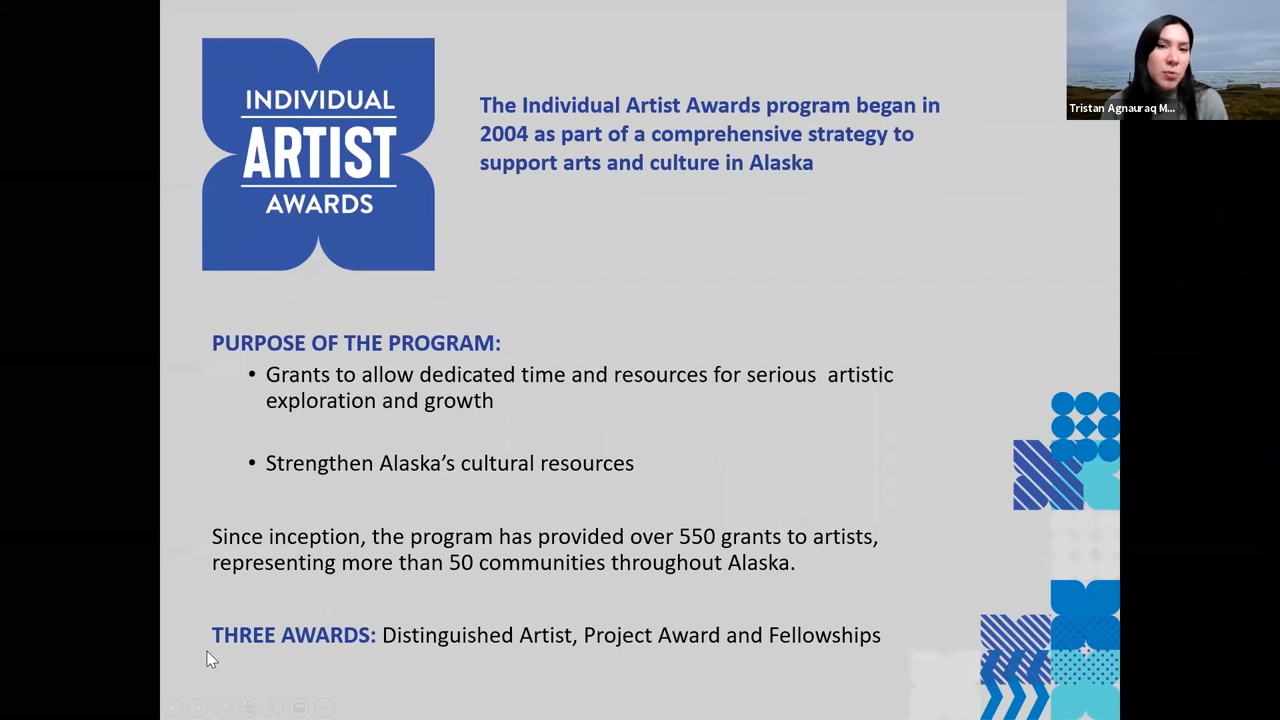 INDIVIDUAL
ARTIST
AWARDS
The Individual Artist Awards program began in
2004 as part of a comprehensive strategy to
support arts and culture in Alaska
Tristan Agnauraq M...
PURPOSE OF THE PROGRAM:
• Grants to allow dedicated time and resources for serious  artistic
exploration and growth
• Strengthen Alaska’s cultural resources
Since inception, the program has provided over 550 grants to artists,
representing more than 50 communities throughout Alaska.
THREE AWARDS: Distinguished Artist, Project Award and Fellowships